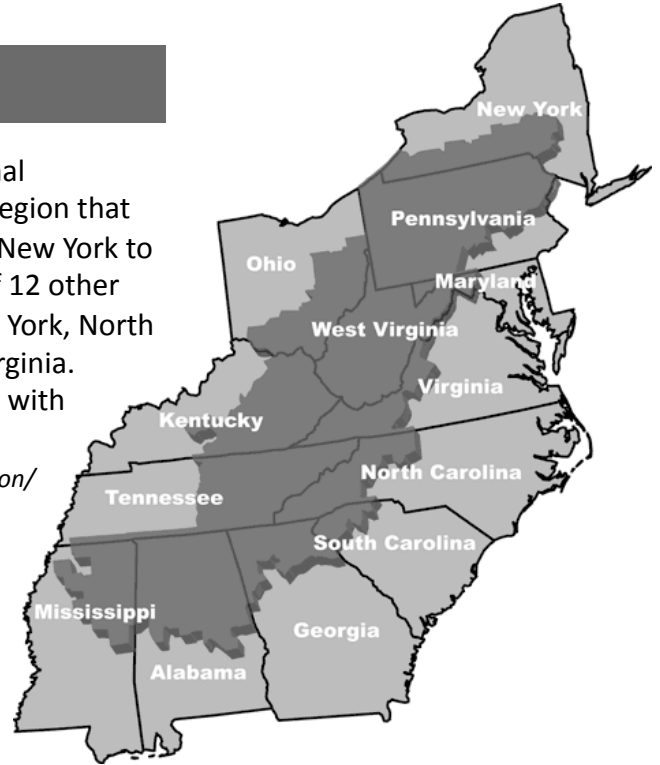 nal
egion that
New York to
12 other
York, North
rginia.
with
on/
New York
Pennsylvania
Ohio
Maryland
West Virginia
Virginia
Kentucky
North Carolina
Tennessee
South Carolina
Mississippi
Georgia
Alabama